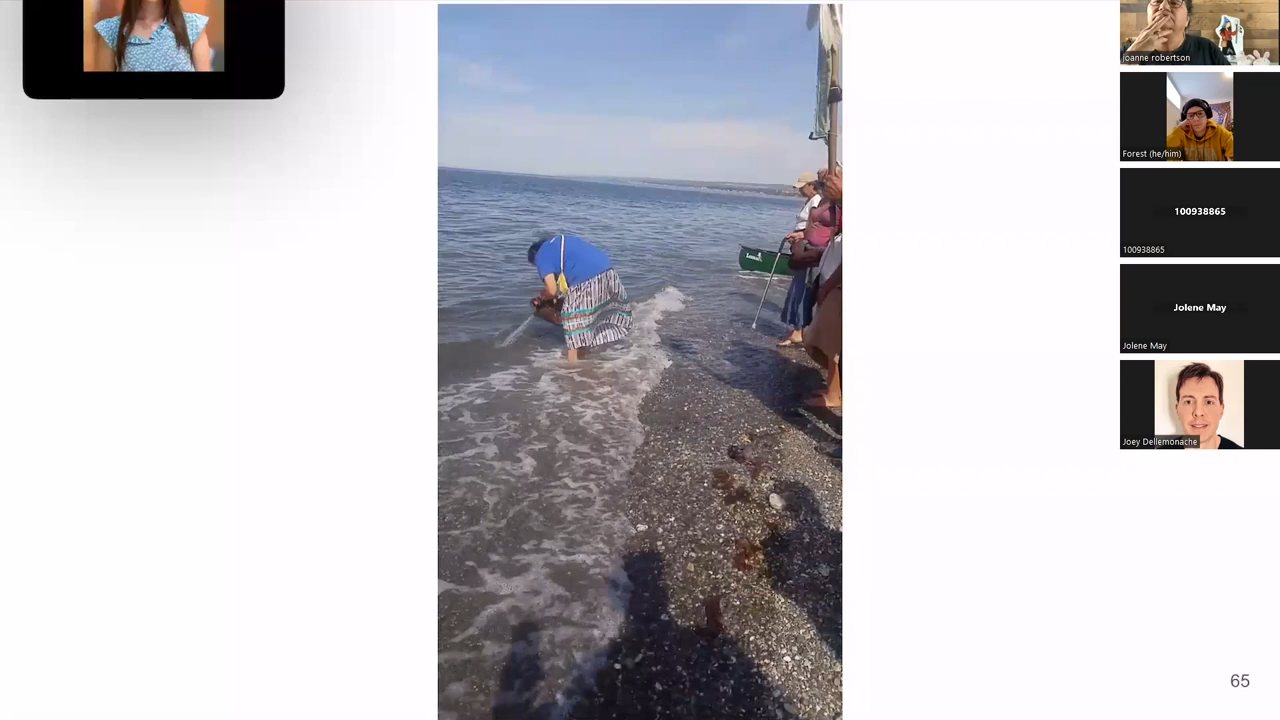 joanne robertson
Forest (he/him)
100938865
100938865
Jolene May
Jolene May
Joey Dellemonache
65